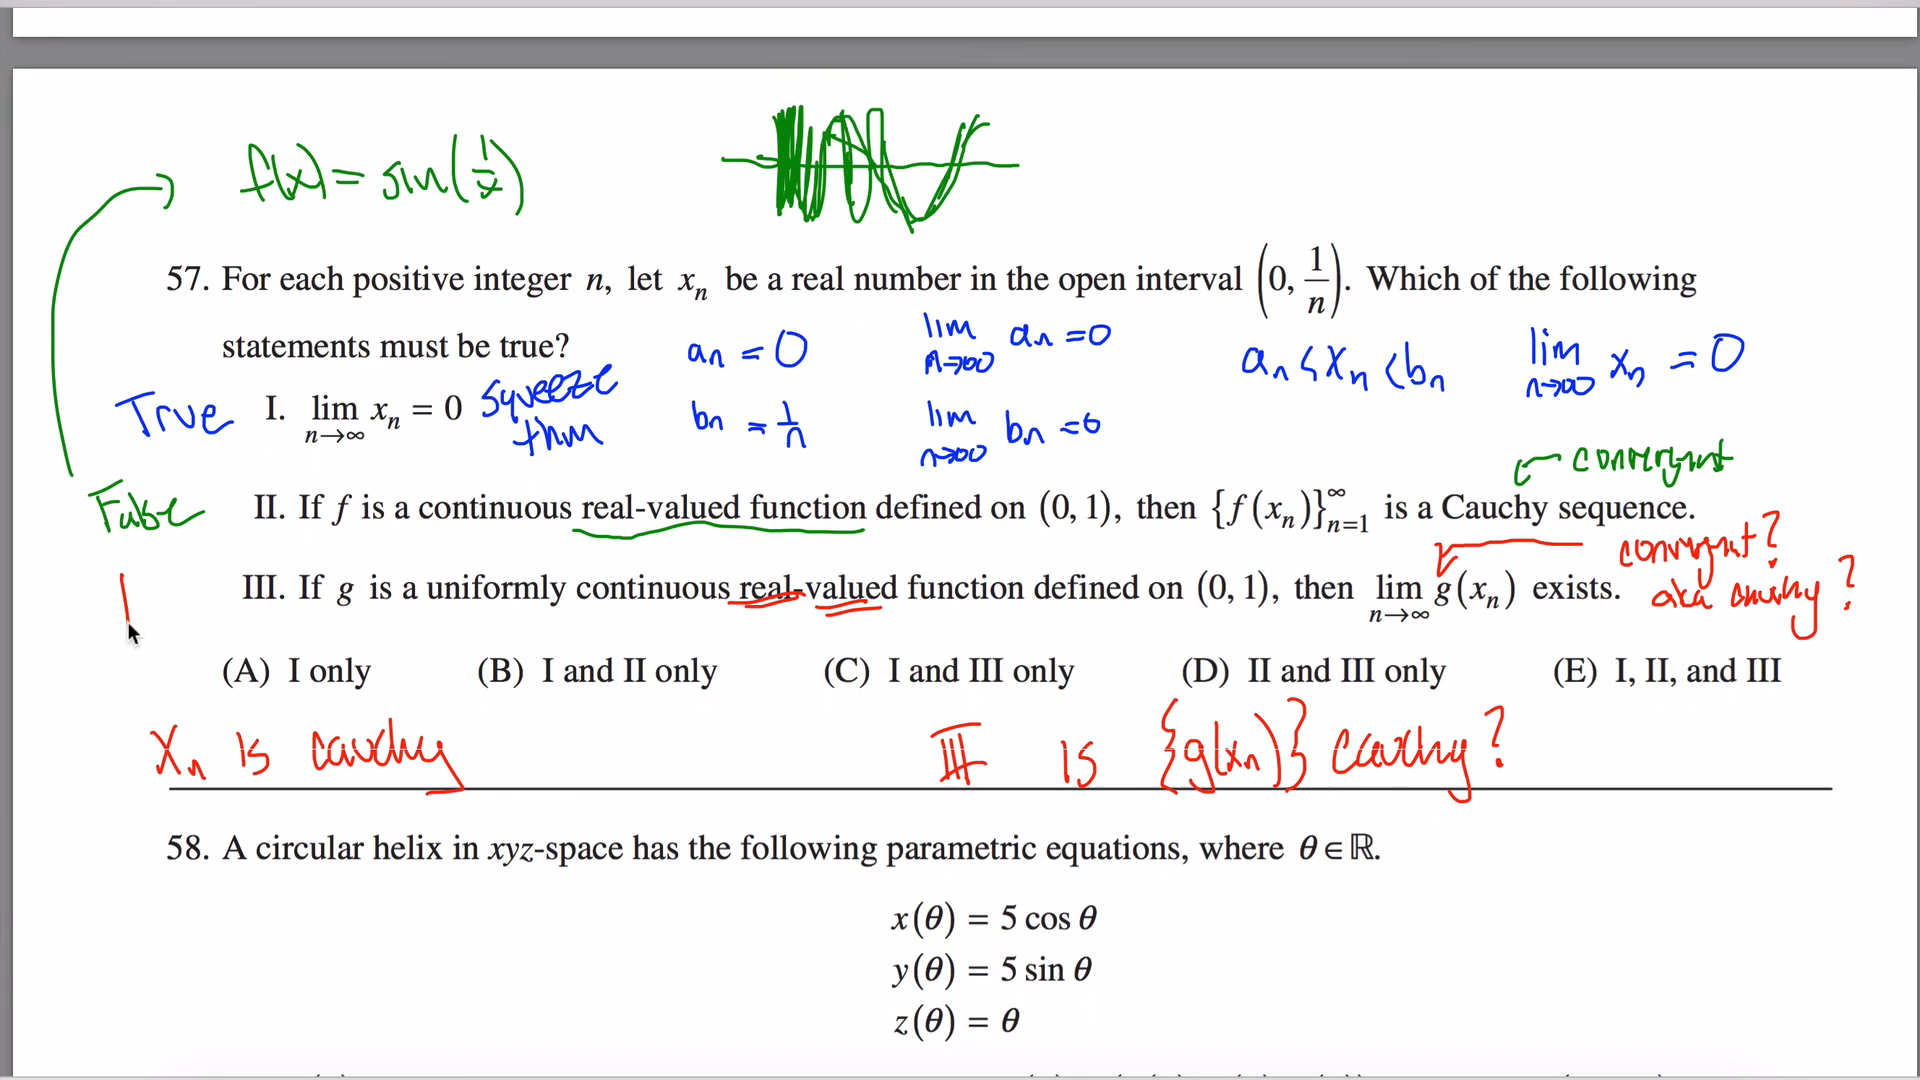 f(x) = sin(1/x)
57. For each positive integer n, let xₙ be a real number in the open interval (0, 1/n). Which of the following
statements must be true?
aₙ = 0
lim n→∞ aₙ = 0
aₙ < xₙ < bₙ
lim n→∞ xₙ = 0
True
I. lim n→∞ xₙ = 0
squeeze
thm
bₙ = 1/n
lim n→∞ bₙ = 0
convergent
False
II. If f is a continuous real-valued function defined on (0, 1), then {f(xₙ)}∞ n=1 is a Cauchy sequence.
convergent?
III. If g is a uniformly continuous real-valued function defined on (0, 1), then lim n→∞ g(xₙ) exists.
aka cauchy?
(A) I only (B) I and II only (C) I and III only (D) II and III only (E) I, II, and III
xₙ is cauchy
III is {g(xₙ)} cauchy?
58. A circular helix in xyz-space has the following parametric equations, where θ∈ℝ.
x(θ) = 5 cos θ
y(θ) = 5 sin θ
z(θ) = θ